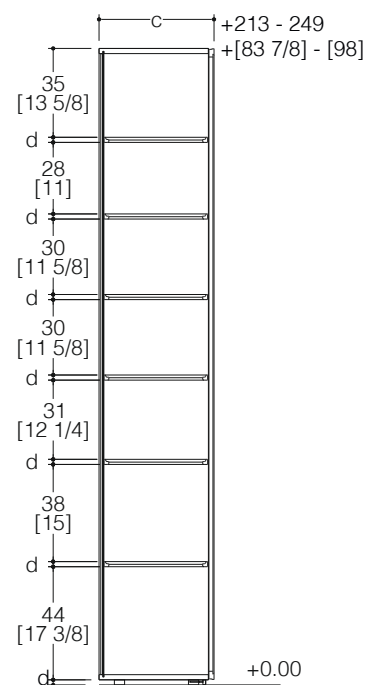 c
+213 - 249
+[83 7/8] - [98]
35
[13 5/8]
d
28
[11]
d
30
[11 5/8]
d
30
[11 5/8]
d
31
[12 1/4]
d
38
[15]
d
44
[17 3/8]
d
+0.00